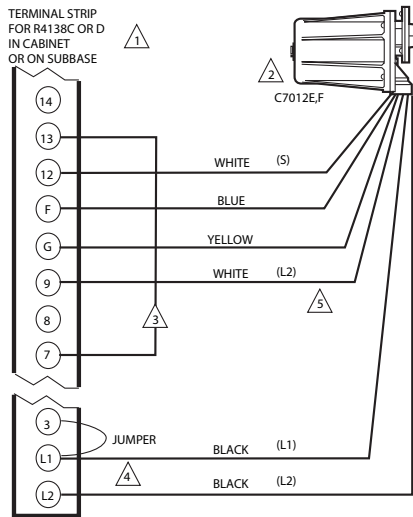 TERMINAL STRIP
FOR R4138C OR D
IN CABINET
OR ON SUBBASE
1
2
C7012E,F
14
13
12
WHITE (S)
F
BLUE
G
YELLOW
9
WHITE (L2)
5
8
3
7
3
JUMPER
L1
BLACK (L1)
4
L2
BLACK (L2)